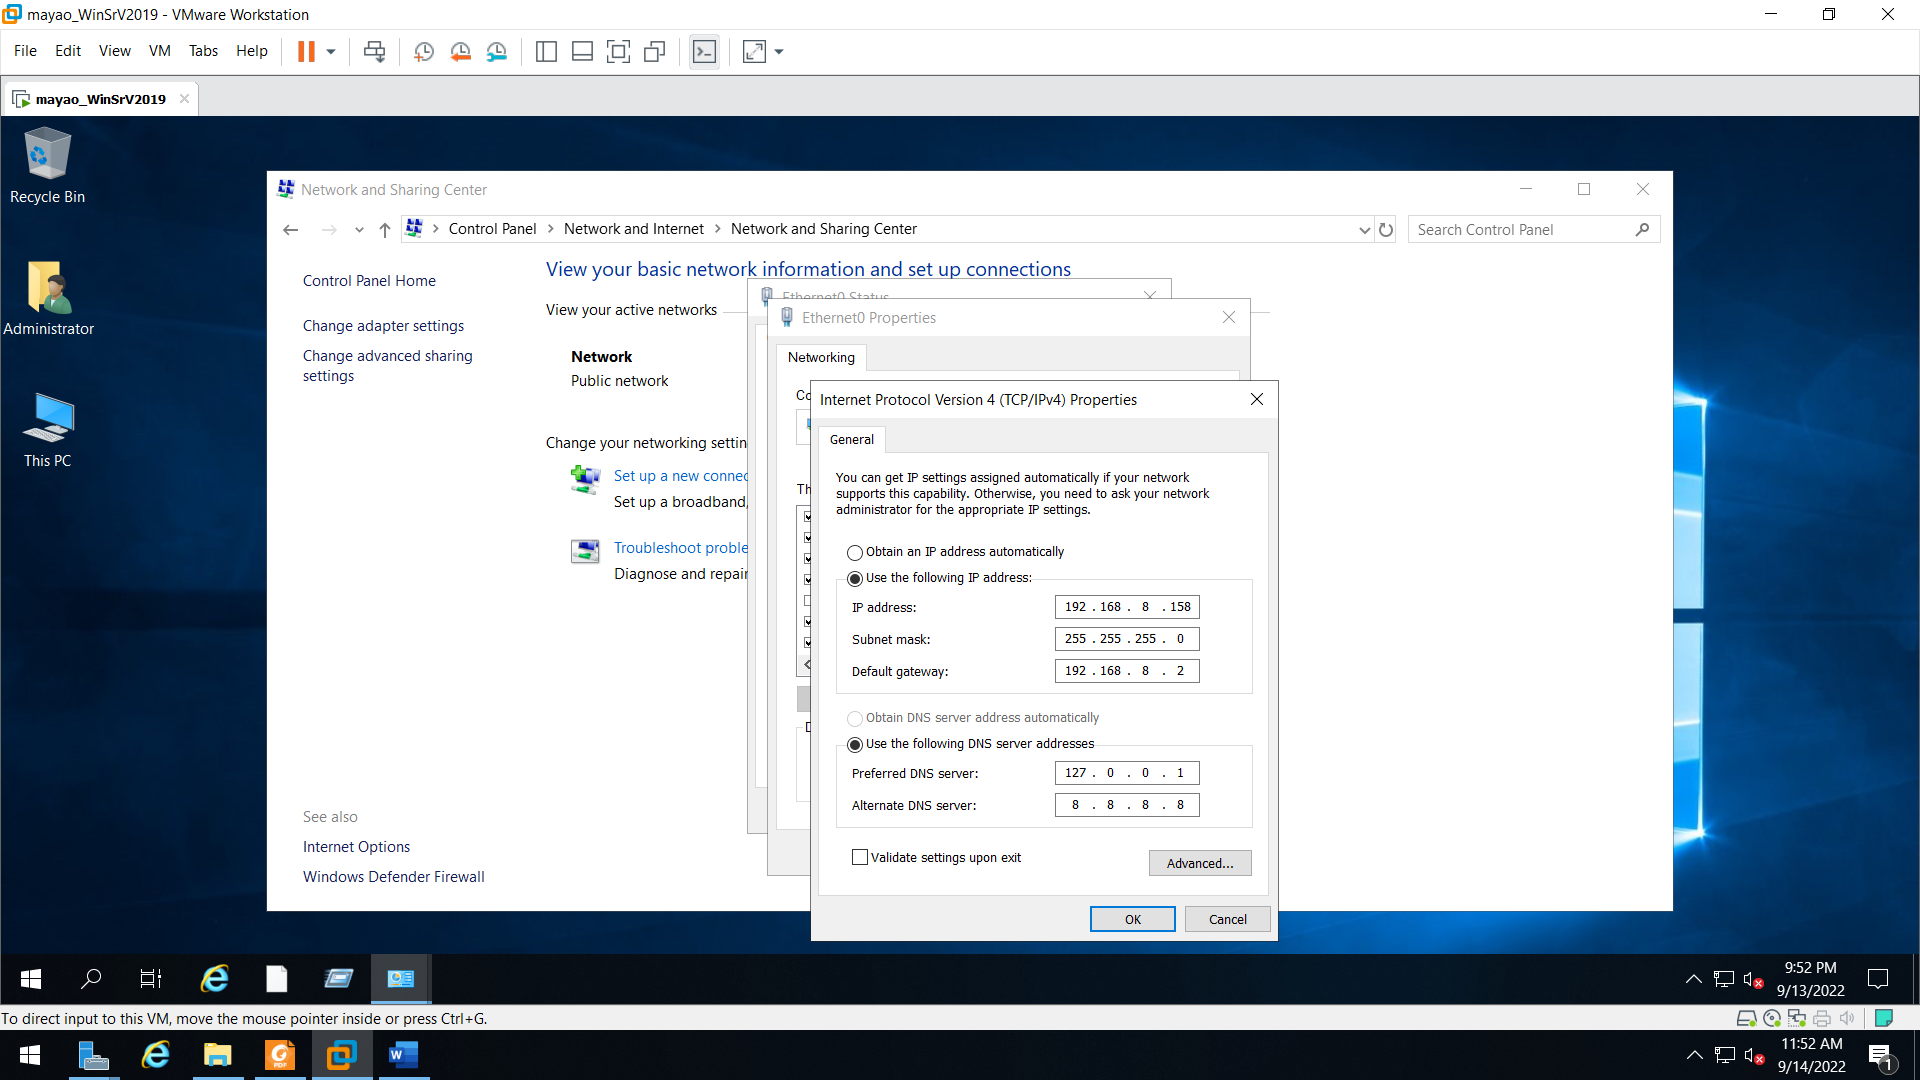 mayao_WinSrV2019 - VMware Workstation
File Edit View VM Tabs Help
mayao_WinSrV2019
Recycle Bin
Administrator
This PC
Network and Sharing Center
Control Panel Network and Internet Network and Sharing Center
Search Control Panel
Control Panel Home
Change adapter settings
Change advanced sharing
settings
See also
Internet Options
Windows Defender Firewall
View your basic network information and set up connections
View your active networks
Network
Public network
Change your networking settin
Set up a new connec
Set up a broadband,
Troubleshoot proble
Diagnose and repair
Ethernet0 Status
Ethernet0 Properties
Networking
Co
Th
Internet Protocol Version 4 (TCP/IPv4) Properties
General
You can get IP settings assigned automatically if your network
supports this capability. Otherwise, you need to ask your network
administrator for the appropriate IP settings.
Obtain an IP address automatically
Use the following IP address:
IP address: 192 . 168 . 8 . 158
Subnet mask: 255 . 255 . 255 . 0
Default gateway: 192 . 168 . 8 . 2
Obtain DNS server address automatically
Use the following DNS server addresses
Preferred DNS server: 127 . 0 . 0 . 1
Alternate DNS server: 8 . 8 . 8 . 8
Validate settings upon exit
Advanced...
OK Cancel
9:52 PM
9/13/2022
To direct input to this VM, move the mouse pointer inside or press Ctrl+G.
PDF
11:52 AM
9/14/2022
1